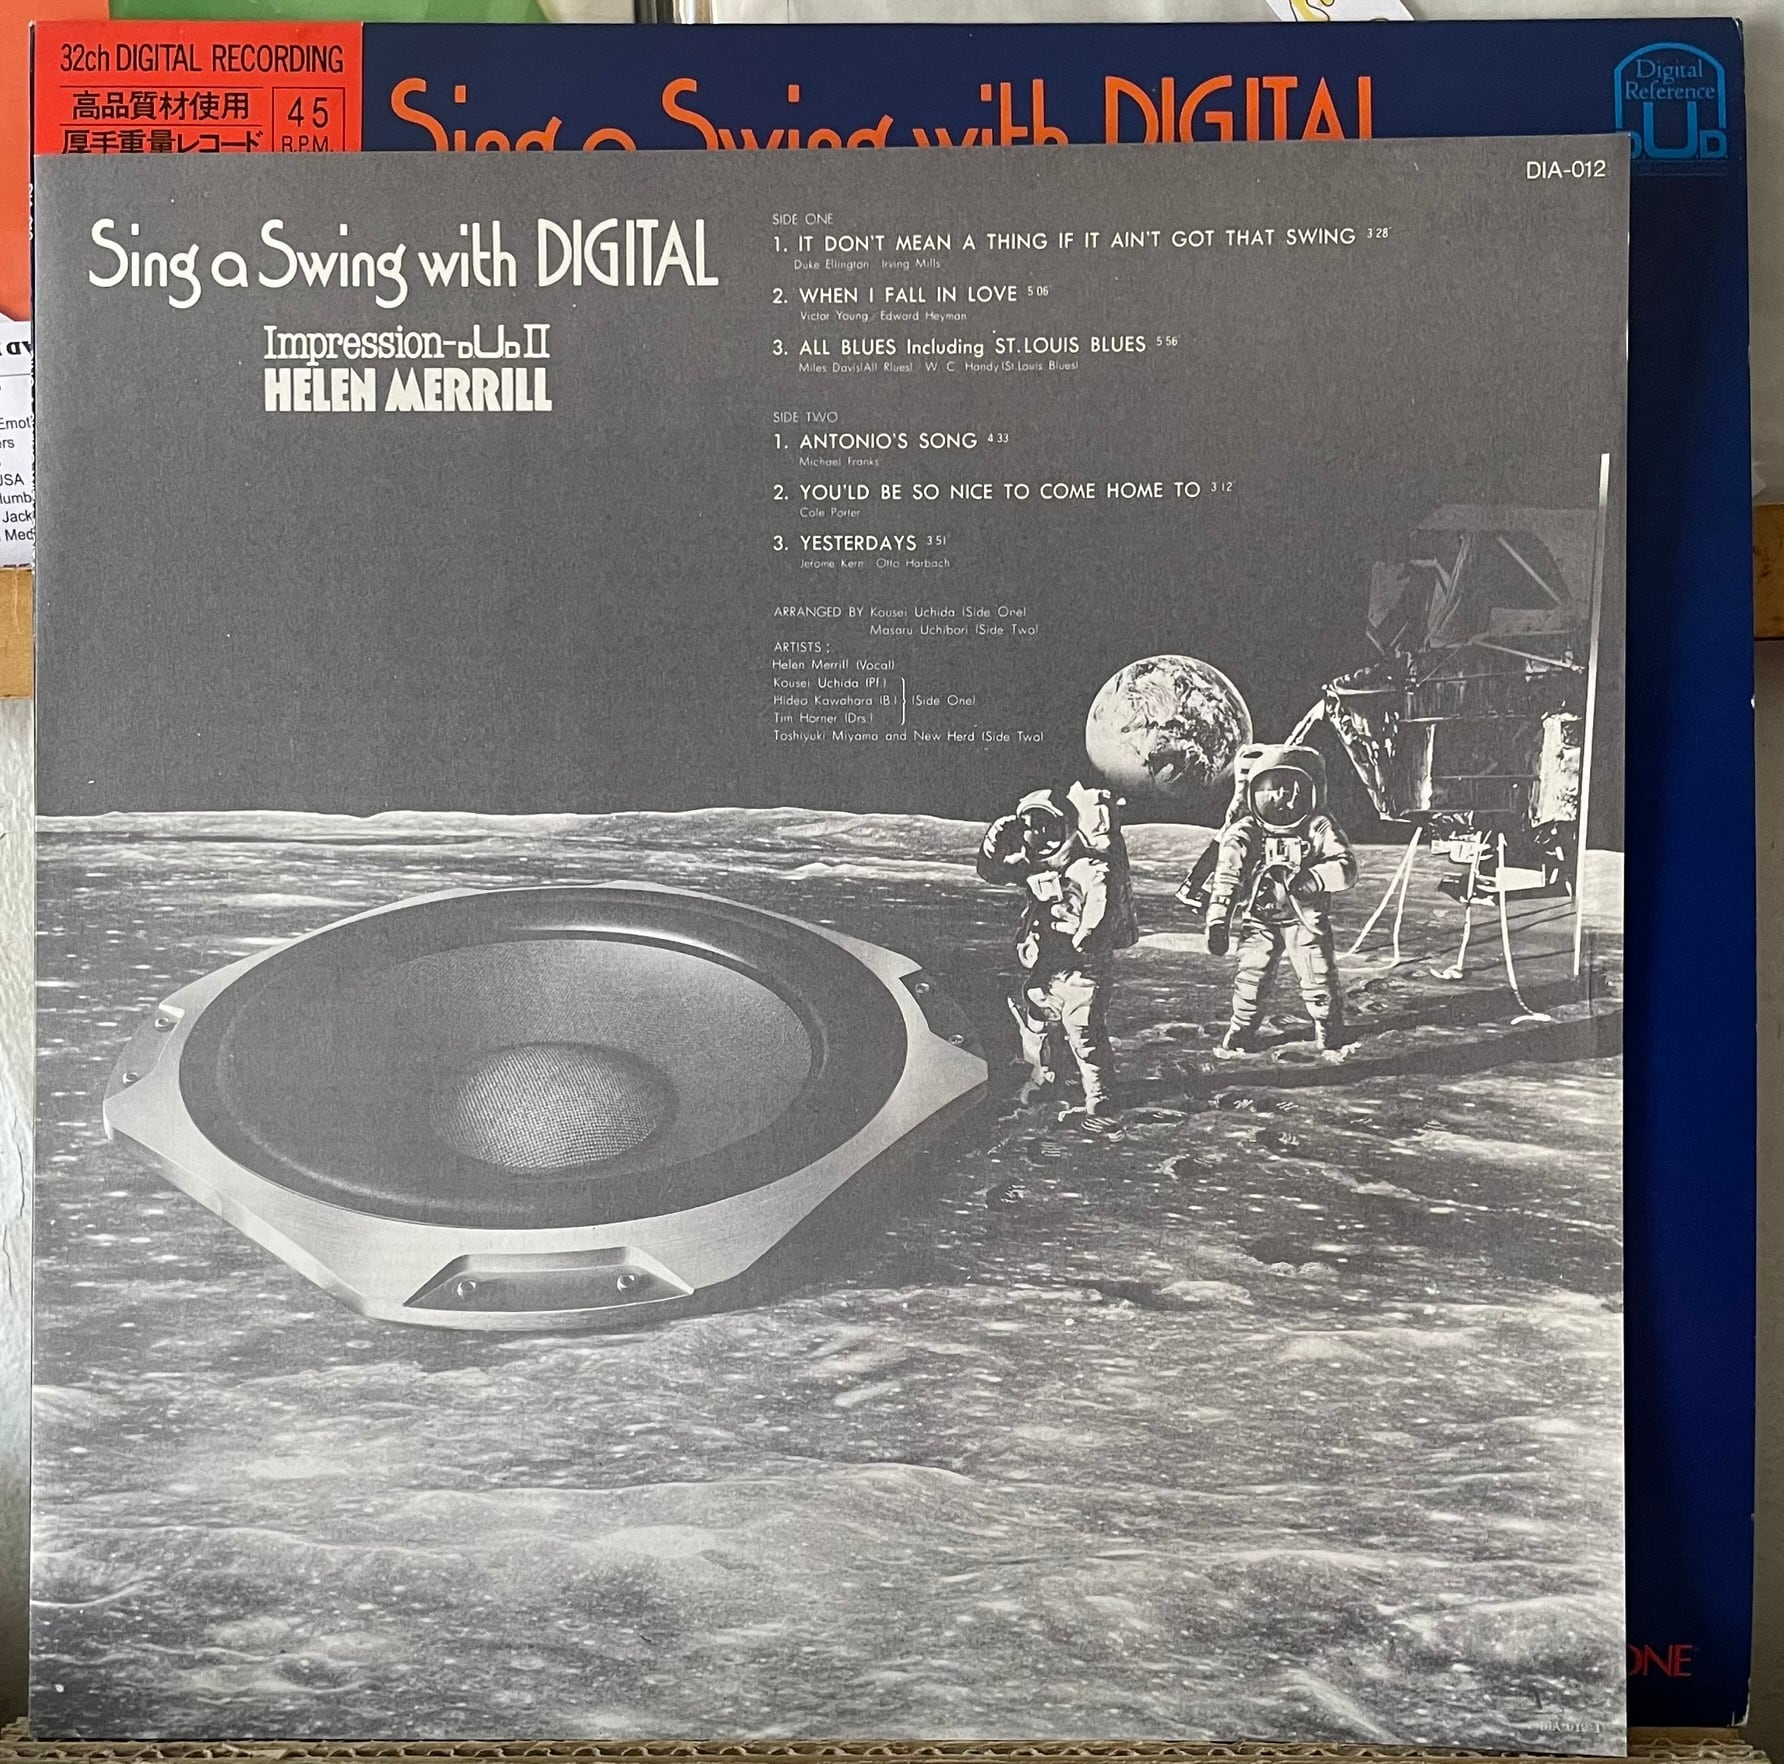 32ch DIGITAL RECORDING
高品質材使用
厚手重量レコード
45
R.P.M.
Sing a Swing with DIGITAL
Digital
Reference
D.U.D.
DIA-012
Sing a Swing with DIGITAL
Impression-DUD II
HELEN MERRILL
SIDE ONE
1. IT DON'T MEAN A THING IF IT AIN'T GOT THAT SWING 3'28"
Duke Ellington Irving Mills
2. WHEN I FALL IN LOVE 5'06"
Victor Young / Edward Heyman
3. ALL BLUES Including ST. LOUIS BLUES 5'56"
Miles Davis (All Blues) W. C. Handy (St. Louis Blues)
SIDE TWO
1. ANTONIO'S SONG 4'33
Michael Franks
2. YOU'LD BE SO NICE TO COME HOME TO 3'12"
Cole Porter
3. YESTERDAYS 3'51"
Jerome Kern Otto Harbach
ARRANGED BY Kousei Uchida (Side One)
Masaru Uchibori (Side Two)
ARTISTS :
Helen Merrill (Vocal)
Kousei Uchida (Pf.)
Hideo Kawahara (B.) (Side One)
Tim Horner (Drs.)
Toshiyuki Miyama and New Herd (Side Two)
ONE
DIA-012-1
ers
USA
Jack